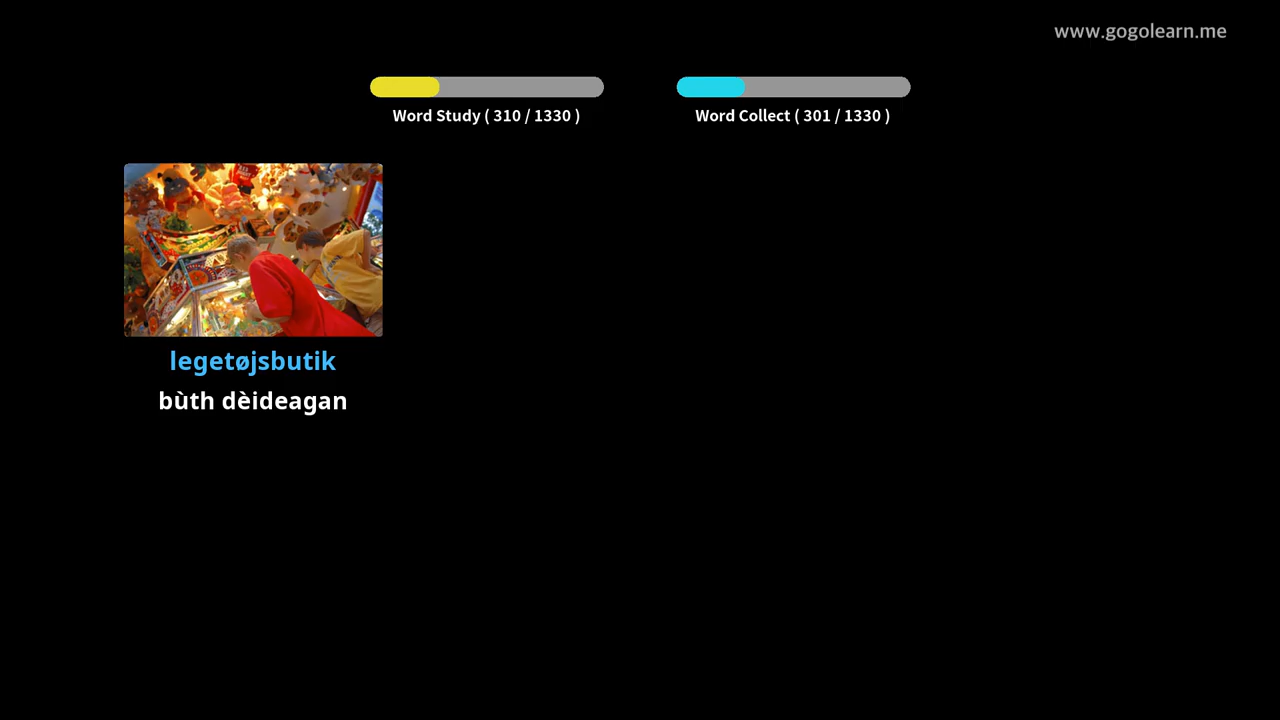 www.gogolearn.me
Word Study ( 310 / 1330 )
Word Collect ( 301 / 1330 )
legetøjsbutik
bùth dèideagan